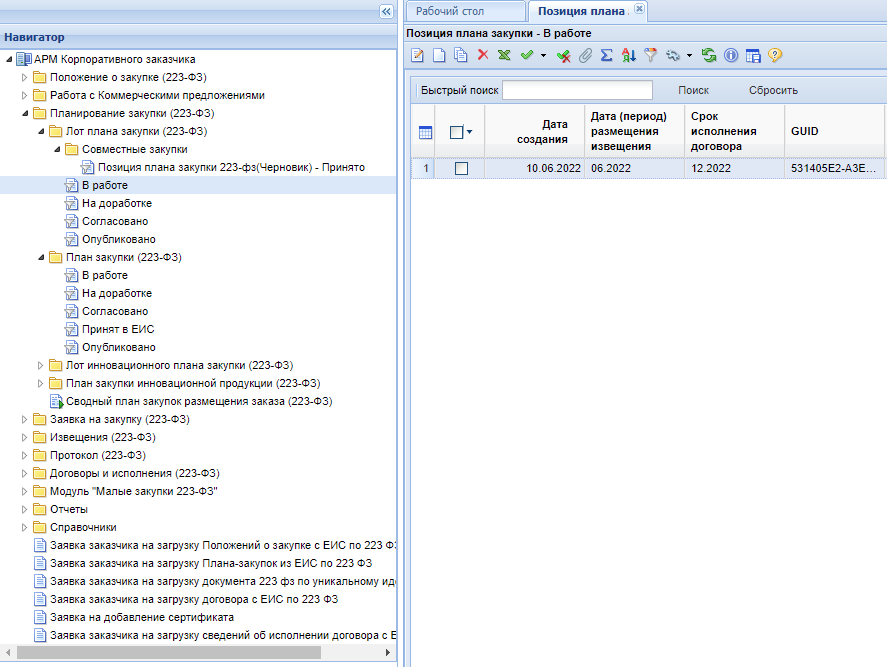 Навигатор
АРМ Корпоративного заказчика
Положение о закупке (223-ФЗ)
Работа с Коммерческими предложениями
Планирование закупки (223-ФЗ)
Лот плана закупки (223-ФЗ)
Совместные закупки
Позиция плана закупки 223-фз(Черновик) - Принято
В работе
На доработке
Согласовано
Опубликовано
План закупки (223-ФЗ)
В работе
На доработке
Согласовано
Принят в ЕИС
Опубликовано
Лот инновационного плана закупки (223-ФЗ)
План закупки инновационной продукции (223-ФЗ)
Сводный план закупок размещения заказа (223-ФЗ)
Заявка на закупку (223-ФЗ)
Извещения (223-ФЗ)
Протокол (223-ФЗ)
Договоры и исполнения (223-ФЗ)
Модуль "Малые закупки 223-ФЗ"
Отчеты
Справочники
Заявка заказчика на загрузку Положений о закупке с ЕИС по 223 ФЗ
Заявка заказчика на загрузку Плана-закупок из ЕИС по 223 ФЗ
Заявка заказчика на загрузку документа 223 фз по уникальному иде
Заявка заказчика на загрузку договора с ЕИС по 223 ФЗ
Заявка на добавление сертификата
Заявка заказчика на загрузку сведений об исполнении договора с Е
Рабочий стол
Позиция плана
Позиция плана закупки - В работе
Быстрый поиск Поиск Сбросить
Дата создания
Дата (период) размещения извещения
Срок исполнения договора
GUID
1 10.06.2022 06.2022 12.2022 531405E2-A3E...